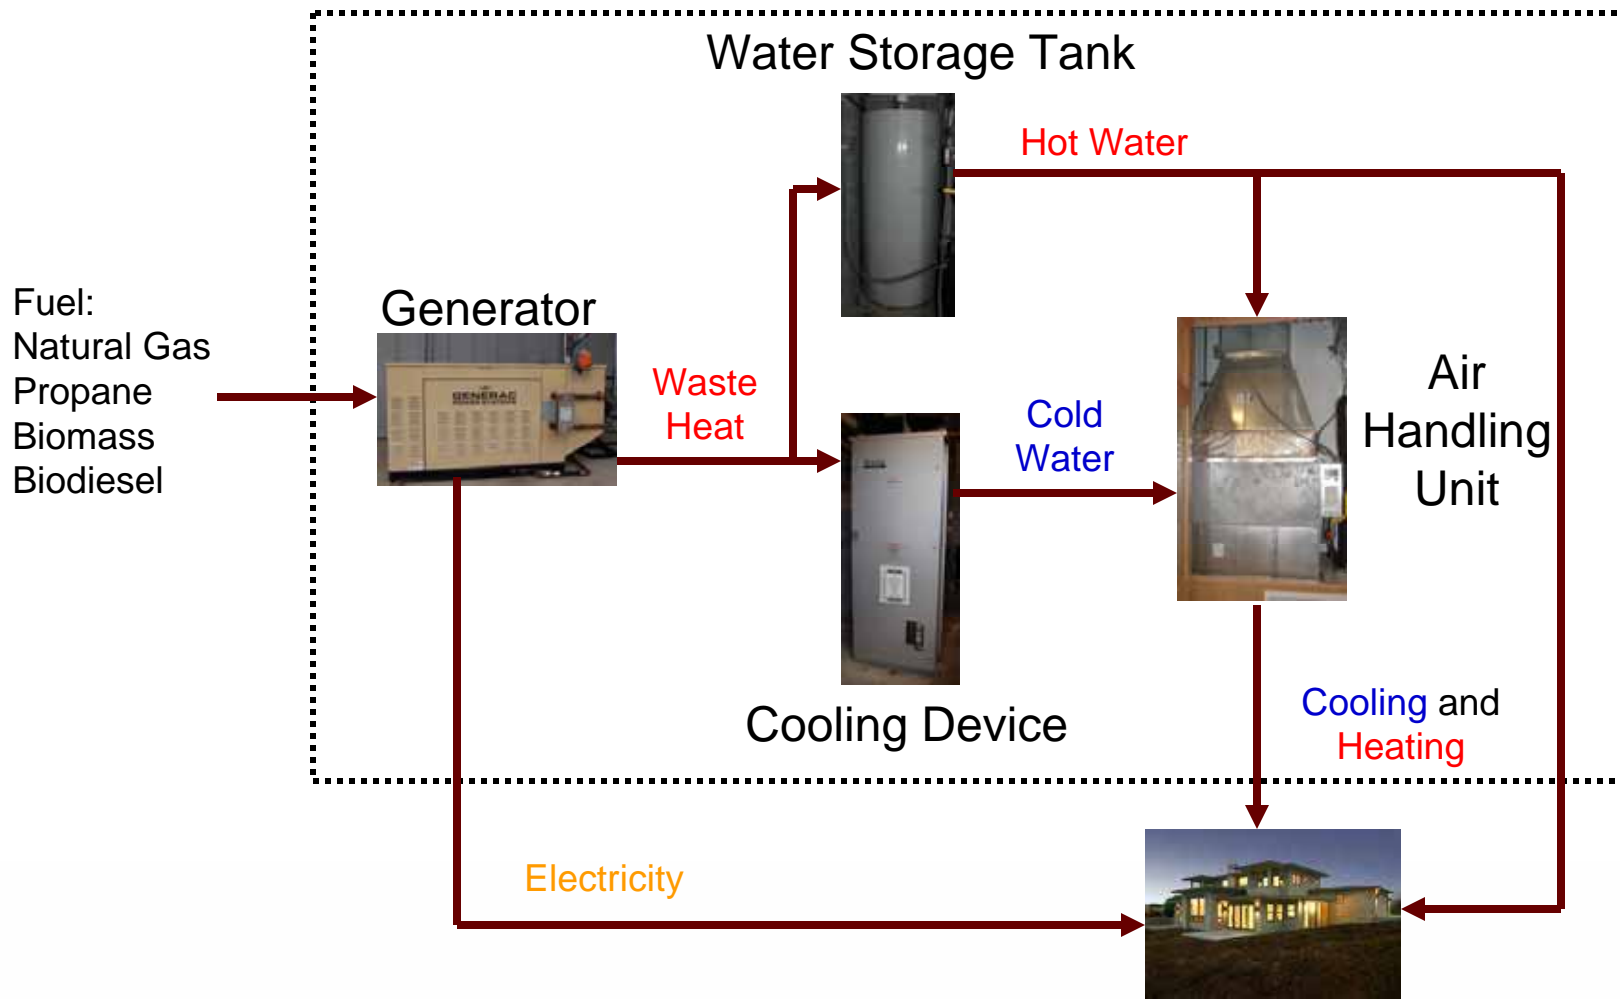 Water Storage Tank
Hot Water
Fuel:
Natural Gas
Propane
Biomass
Biodiesel
Generator
GENERAC
Waste
Heat
Cold
Water
Air
Handling
Unit
Cooling Device
Cooling and
Heating
Electricity